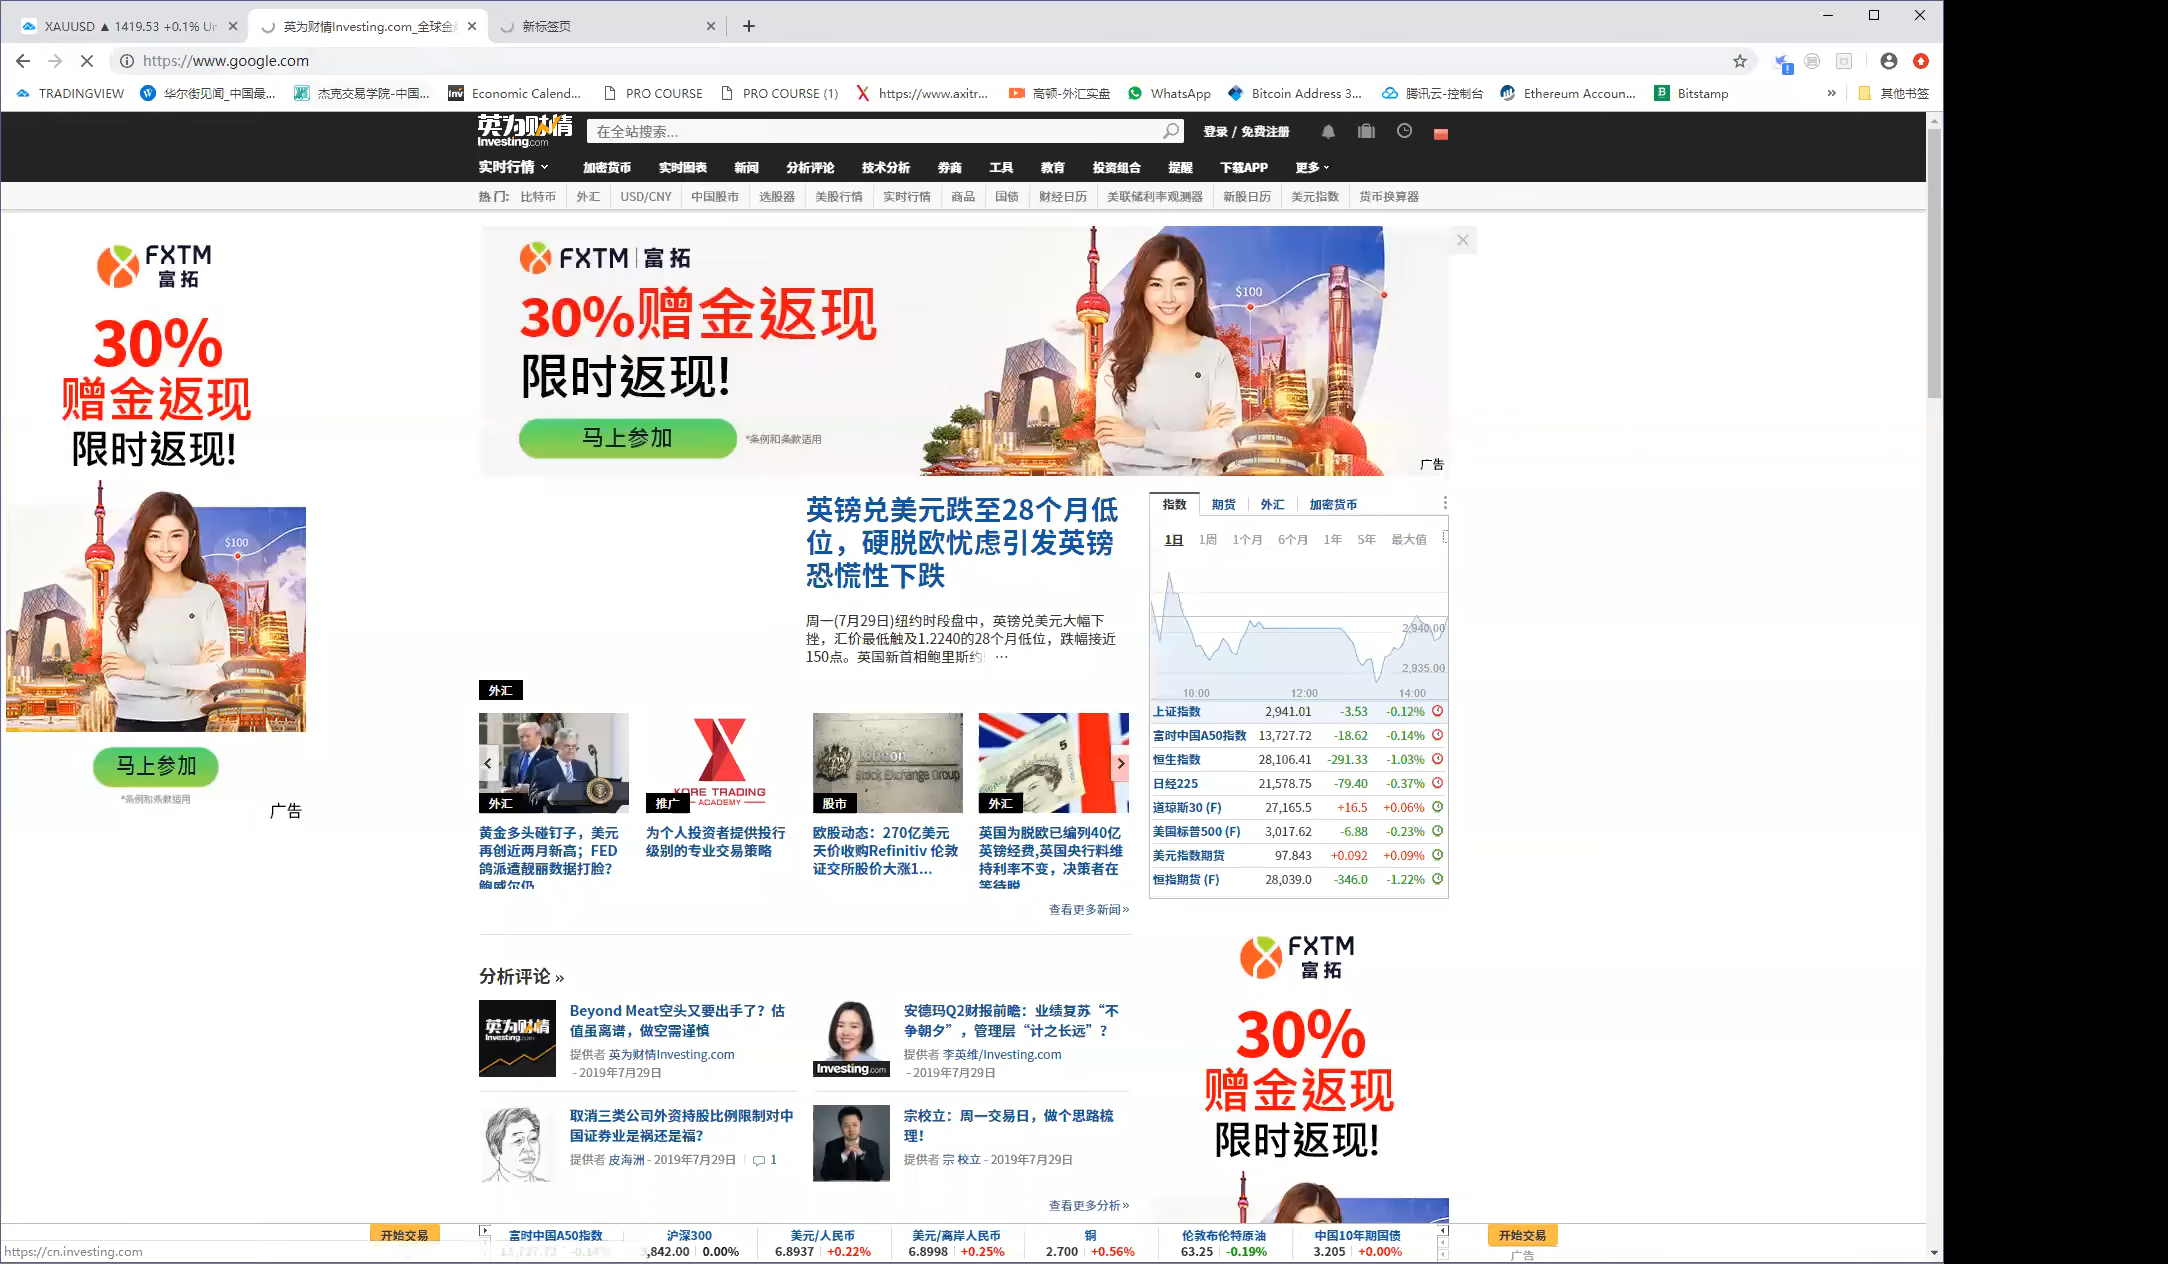 XAUUSD ▲ 1419.53 +0.1% Ur
英为财情Investing.com_全球金
新标签页
https://www.google.com
TRADINGVIEW
华尔街见闻_中国最...
杰克交易学院-中国...
Economic Calend...
PRO COURSE
PRO COURSE (1)
https://www.axitr...
高顿-外汇实盘
WhatsApp
Bitcoin Address 3...
腾讯云-控制台
Ethereum Accoun...
Bitstamp
»
其他书签
英为财情
Investing.com
在全站搜索...
登录 / 免费注册
实时行情 加密货币 实时图表 新闻 分析评论 技术分析 券商 工具 教育 投资组合 提醒 下载APP 更多
热门: 比特币 外汇 USD/CNY 中国股市 选股器 美股行情 实时行情 商品 国债 财经日历 美联储利率观测器 新股日历 美元指数 货币换算器
FXTM
富拓
30%
赠金返现
限时返现!
$100
马上参加
*条例和条款适用
广告
FXTM 富拓
30%赠金返现
限时返现!
马上参加 *条例和条款适用
$100
广告
英镑兑美元跌至28个月低
位，硬脱欧忧虑引发英镑
恐慌性下跌
周一(7月29日)纽约时段盘中，英镑兑美元大幅下
挫，汇价最低触及1.2240的28个月低位，跌幅接近
150点。英国新首相鲍里斯约 ...
外汇
外汇
黄金多头碰钉子，美元
再创近两月新高；FED
鸽派遭靓丽数据打脸？
鲍威尔仍
KORE TRADING
ACADEMY
推广
为个人投资者提供投行
级别的专业交易策略
London
Stock Exchange Group
股市
欧股动态：270亿美元
天价收购Refinitiv 伦敦
证交所股价大涨1...
5
外汇
英国为脱欧已编列40亿
英镑经费,英国央行料维
持利率不变，决策者在
等待脱
查看更多新闻»
指数 期货 外汇 加密货币
1日 1周 1个月 6个月 1年 5年 最大值
2,940.00
2,935.00
10:00 12:00 14:00
上证指数 2,941.01 -3.53 -0.12%
富时中国A50指数 13,727.72 -18.62 -0.14%
恒生指数 28,106.41 -291.33 -1.03%
日经225 21,578.75 -79.40 -0.37%
道琼斯30 (F) 27,165.5 +16.5 +0.06%
美国标普500 (F) 3,017.62 -6.88 -0.23%
美元指数期货 97.843 +0.092 +0.09%
恒指期货 (F) 28,039.0 -346.0 -1.22%
分析评论 »
英为财情
Investing.com
Beyond Meat空头又要出手了？估
值虽离谱，做空需谨慎
提供者 英为财情Investing.com
- 2019年7月29日
Investing.com
安德玛Q2财报前瞻：业绩复苏“不
争朝夕”，管理层“计之长远”？
提供者 李英维/Investing.com
- 2019年7月29日
取消三类公司外资持股比例限制对中
国证券业是祸还是福？
提供者 皮海洲 - 2019年7月29日 1
宗校立：周一交易日，做个思路梳
理！
提供者 宗 校立 - 2019年7月29日
查看更多分析»
FXTM
富拓
30%
赠金返现
限时返现!
开始交易
富时中国A50指数 沪深300 美元/人民币 美元/离岸人民币 铜 伦敦布伦特原油 中国10年期国债
13,727.72 -0.14% 3,842.00 0.00% 6.8937 +0.22% 6.8998 +0.25% 2.700 +0.56% 63.25 -0.19% 3.205 +0.00%
开始交易
广告
https://cn.investing.com